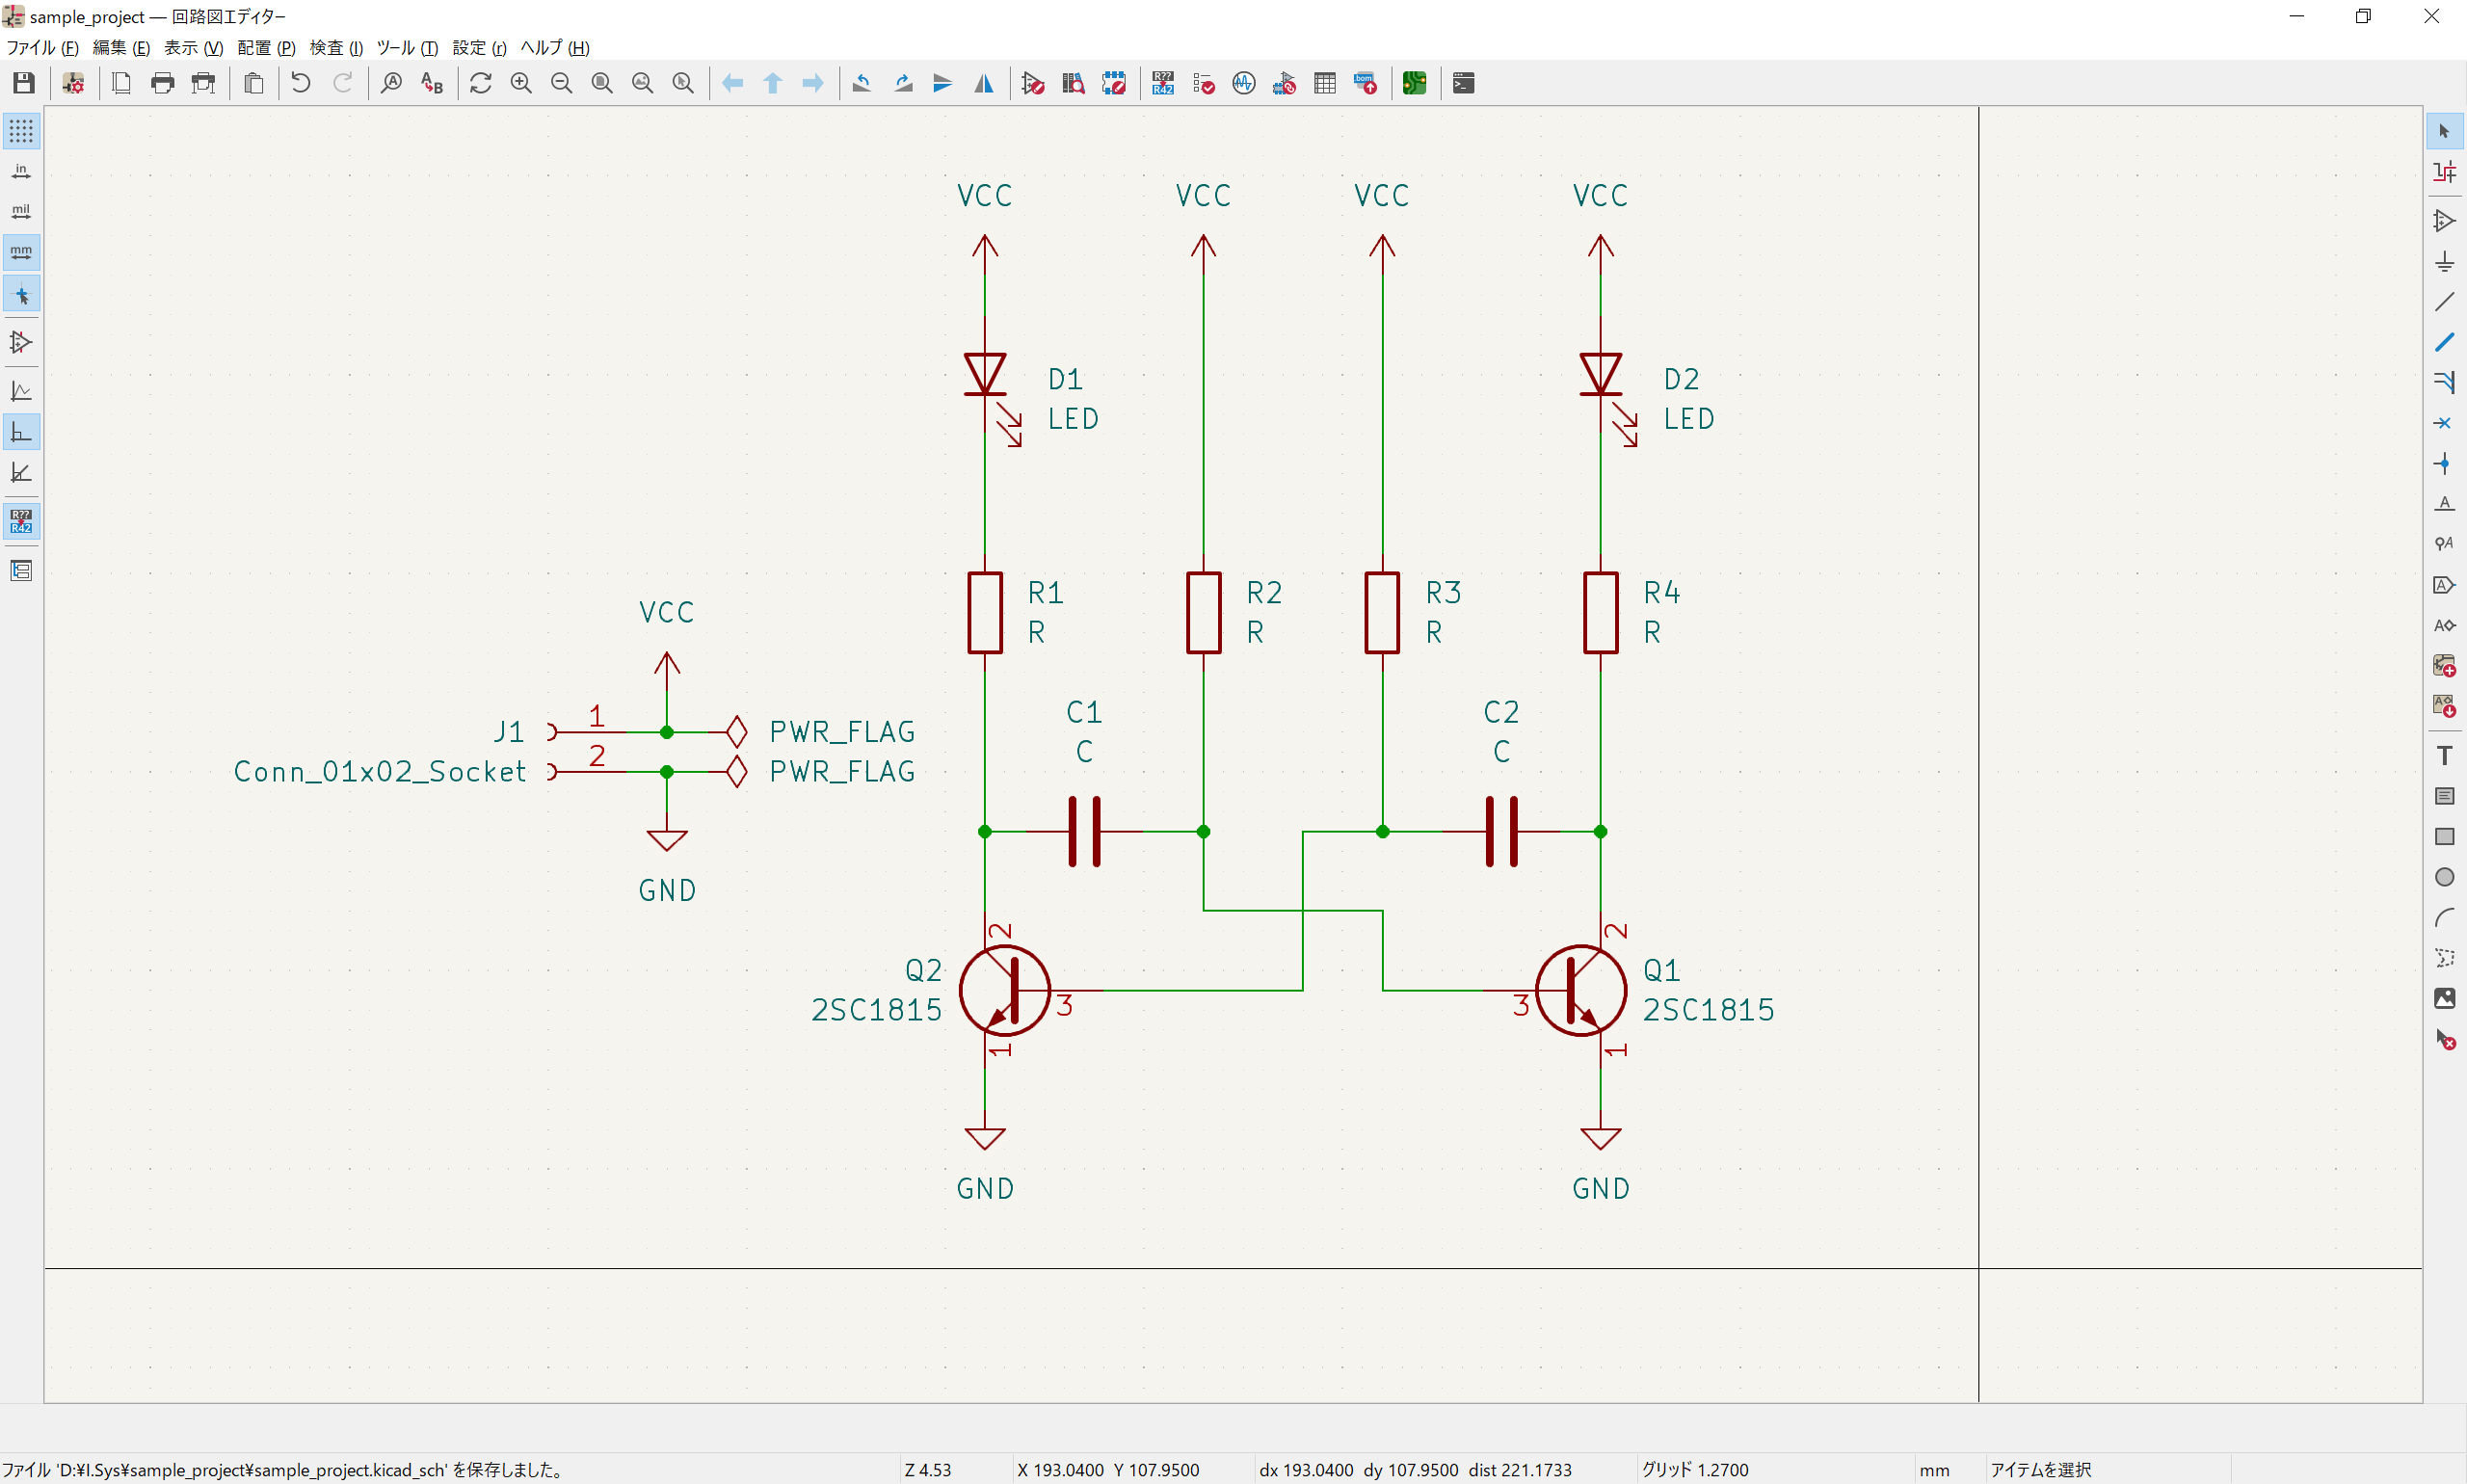 sample_project — 回路図エディター
ファイル (F) 編集 (E) 表示 (V) 配置 (P) 検査 (I) ツール (T) 設定 (r) ヘルプ (H)
R??
R42
bom
in
mil
mm
R??
R42
VCC VCC VCC VCC
D1
LED
D2
LED
R1
R
R2
R
R3
R
R4
R
VCC
C1
C
C2
C
J1 1 PWR_FLAG
Conn_01x02_Socket 2 PWR_FLAG
GND
2
Q2
2SC1815
3
1
2
Q1
2SC1815
3
1
GND GND
ファイル 'D:¥I.Sys¥sample_project¥sample_project.kicad_sch' を保存しました。
Z 4.53
X 193.0400 Y 107.9500
dx 193.0400 dy 107.9500 dist 221.1733
グリッド 1.2700
mm
アイテムを選択